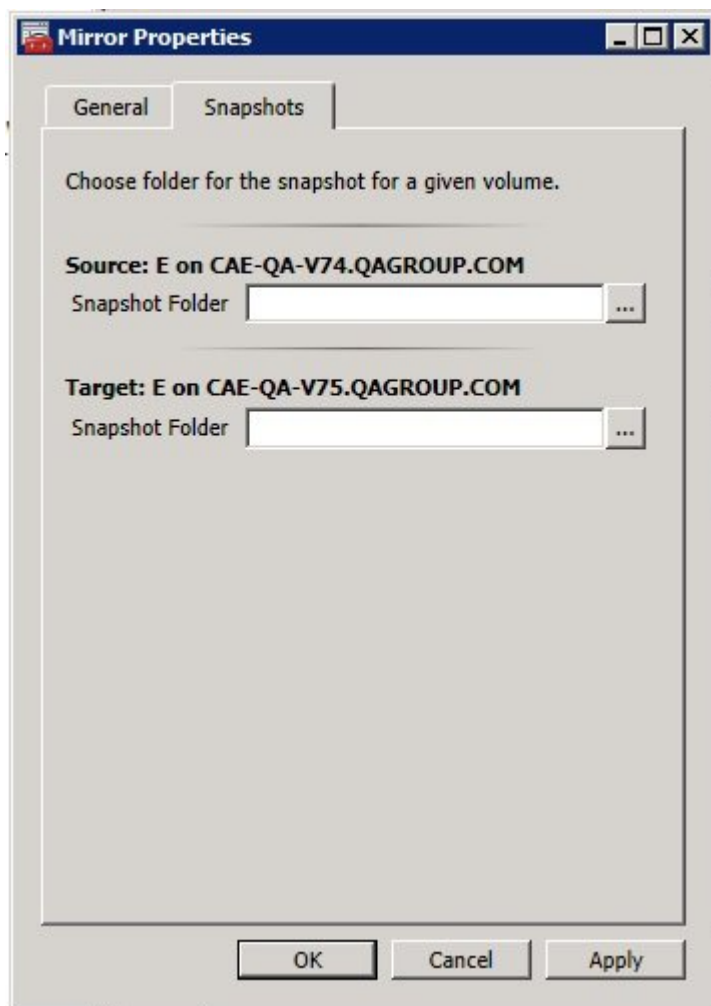 Mirror Properties
General Snapshots
Choose folder for the snapshot for a given volume.
Source: E on CAE-QA-V74.QAGROUP.COM
Snapshot Folder ...
Target: E on CAE-QA-V75.QAGROUP.COM
Snapshot Folder ...
OK Cancel Apply